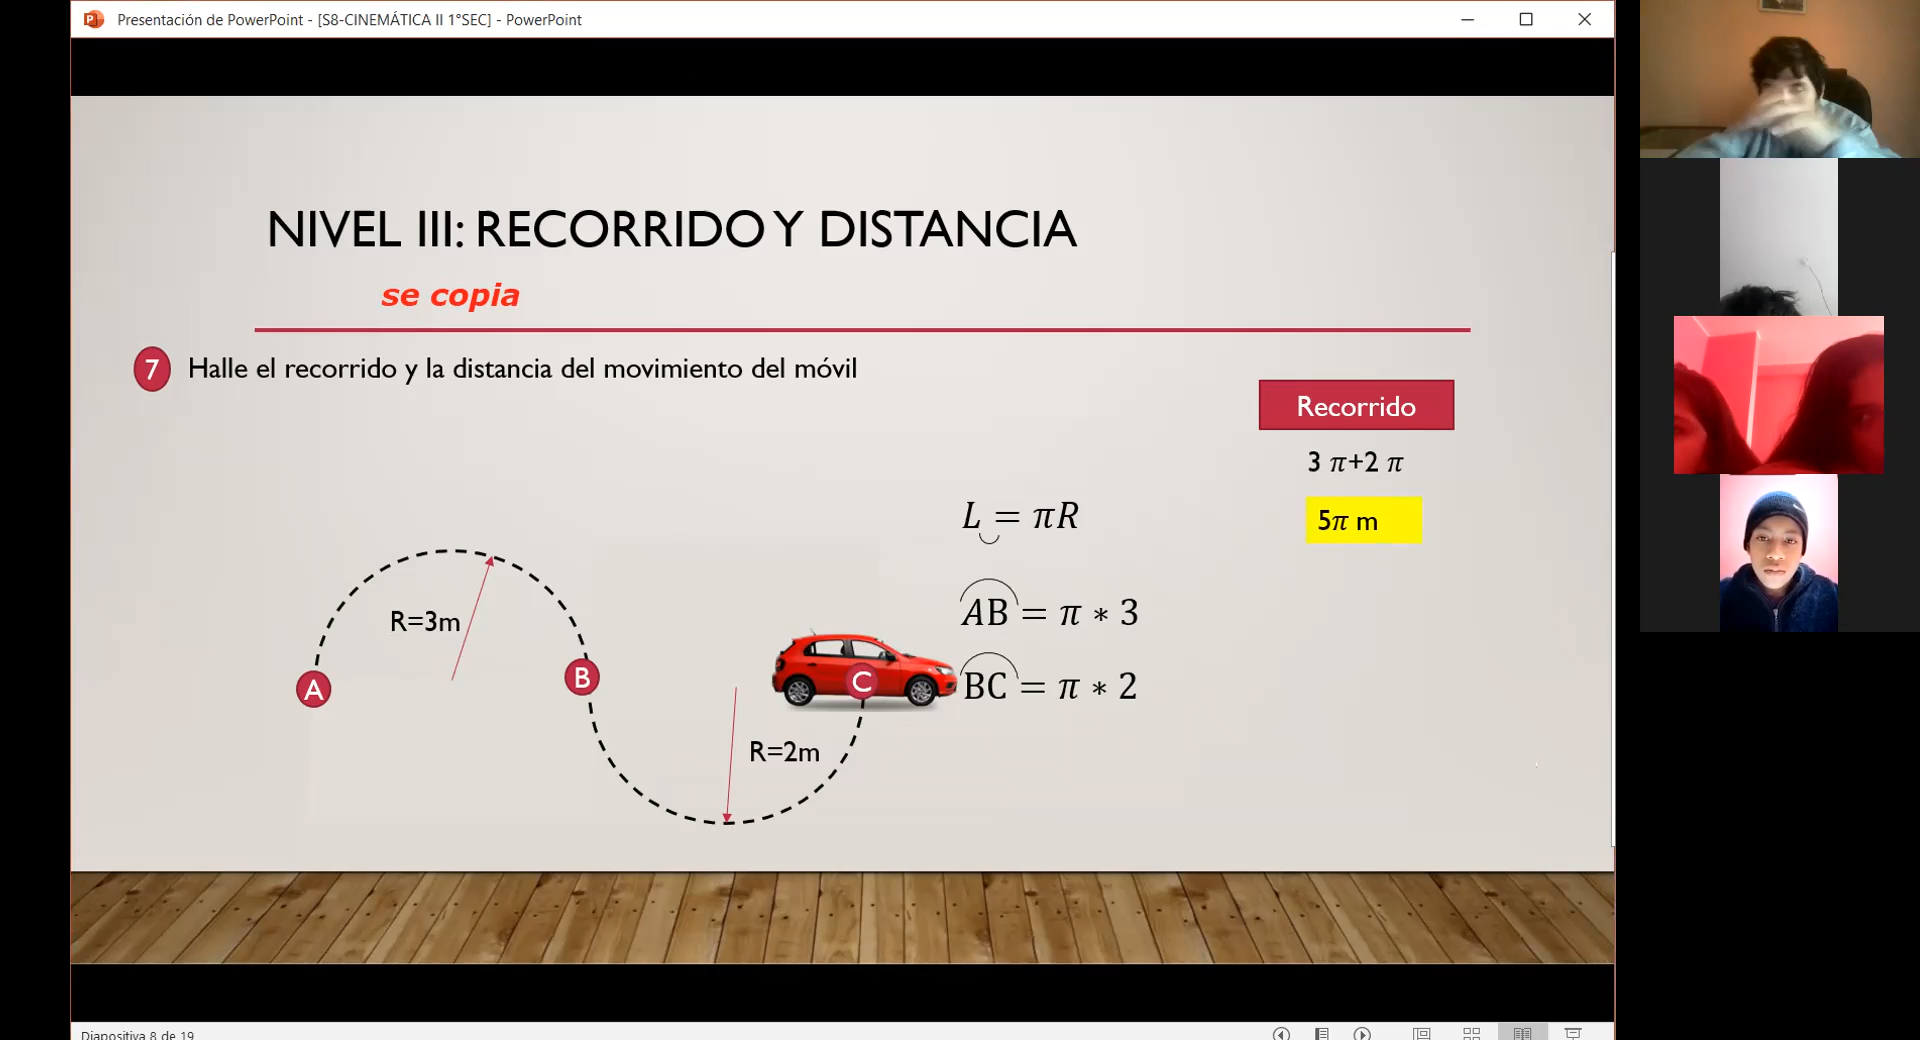 Presentación de PowerPoint - [S8-CINEMÁTICA II 1°SEC] - PowerPoint
NIVEL III: RECORRIDO Y DISTANCIA
se copia
7 Halle el recorrido y la distancia del movimiento del móvil
Recorrido
3 π+2 π
5π m
L = πR
AB = π * 3
BC = π * 2
R=3m
A
B
C
R=2m
Diapositiva 8 de 19